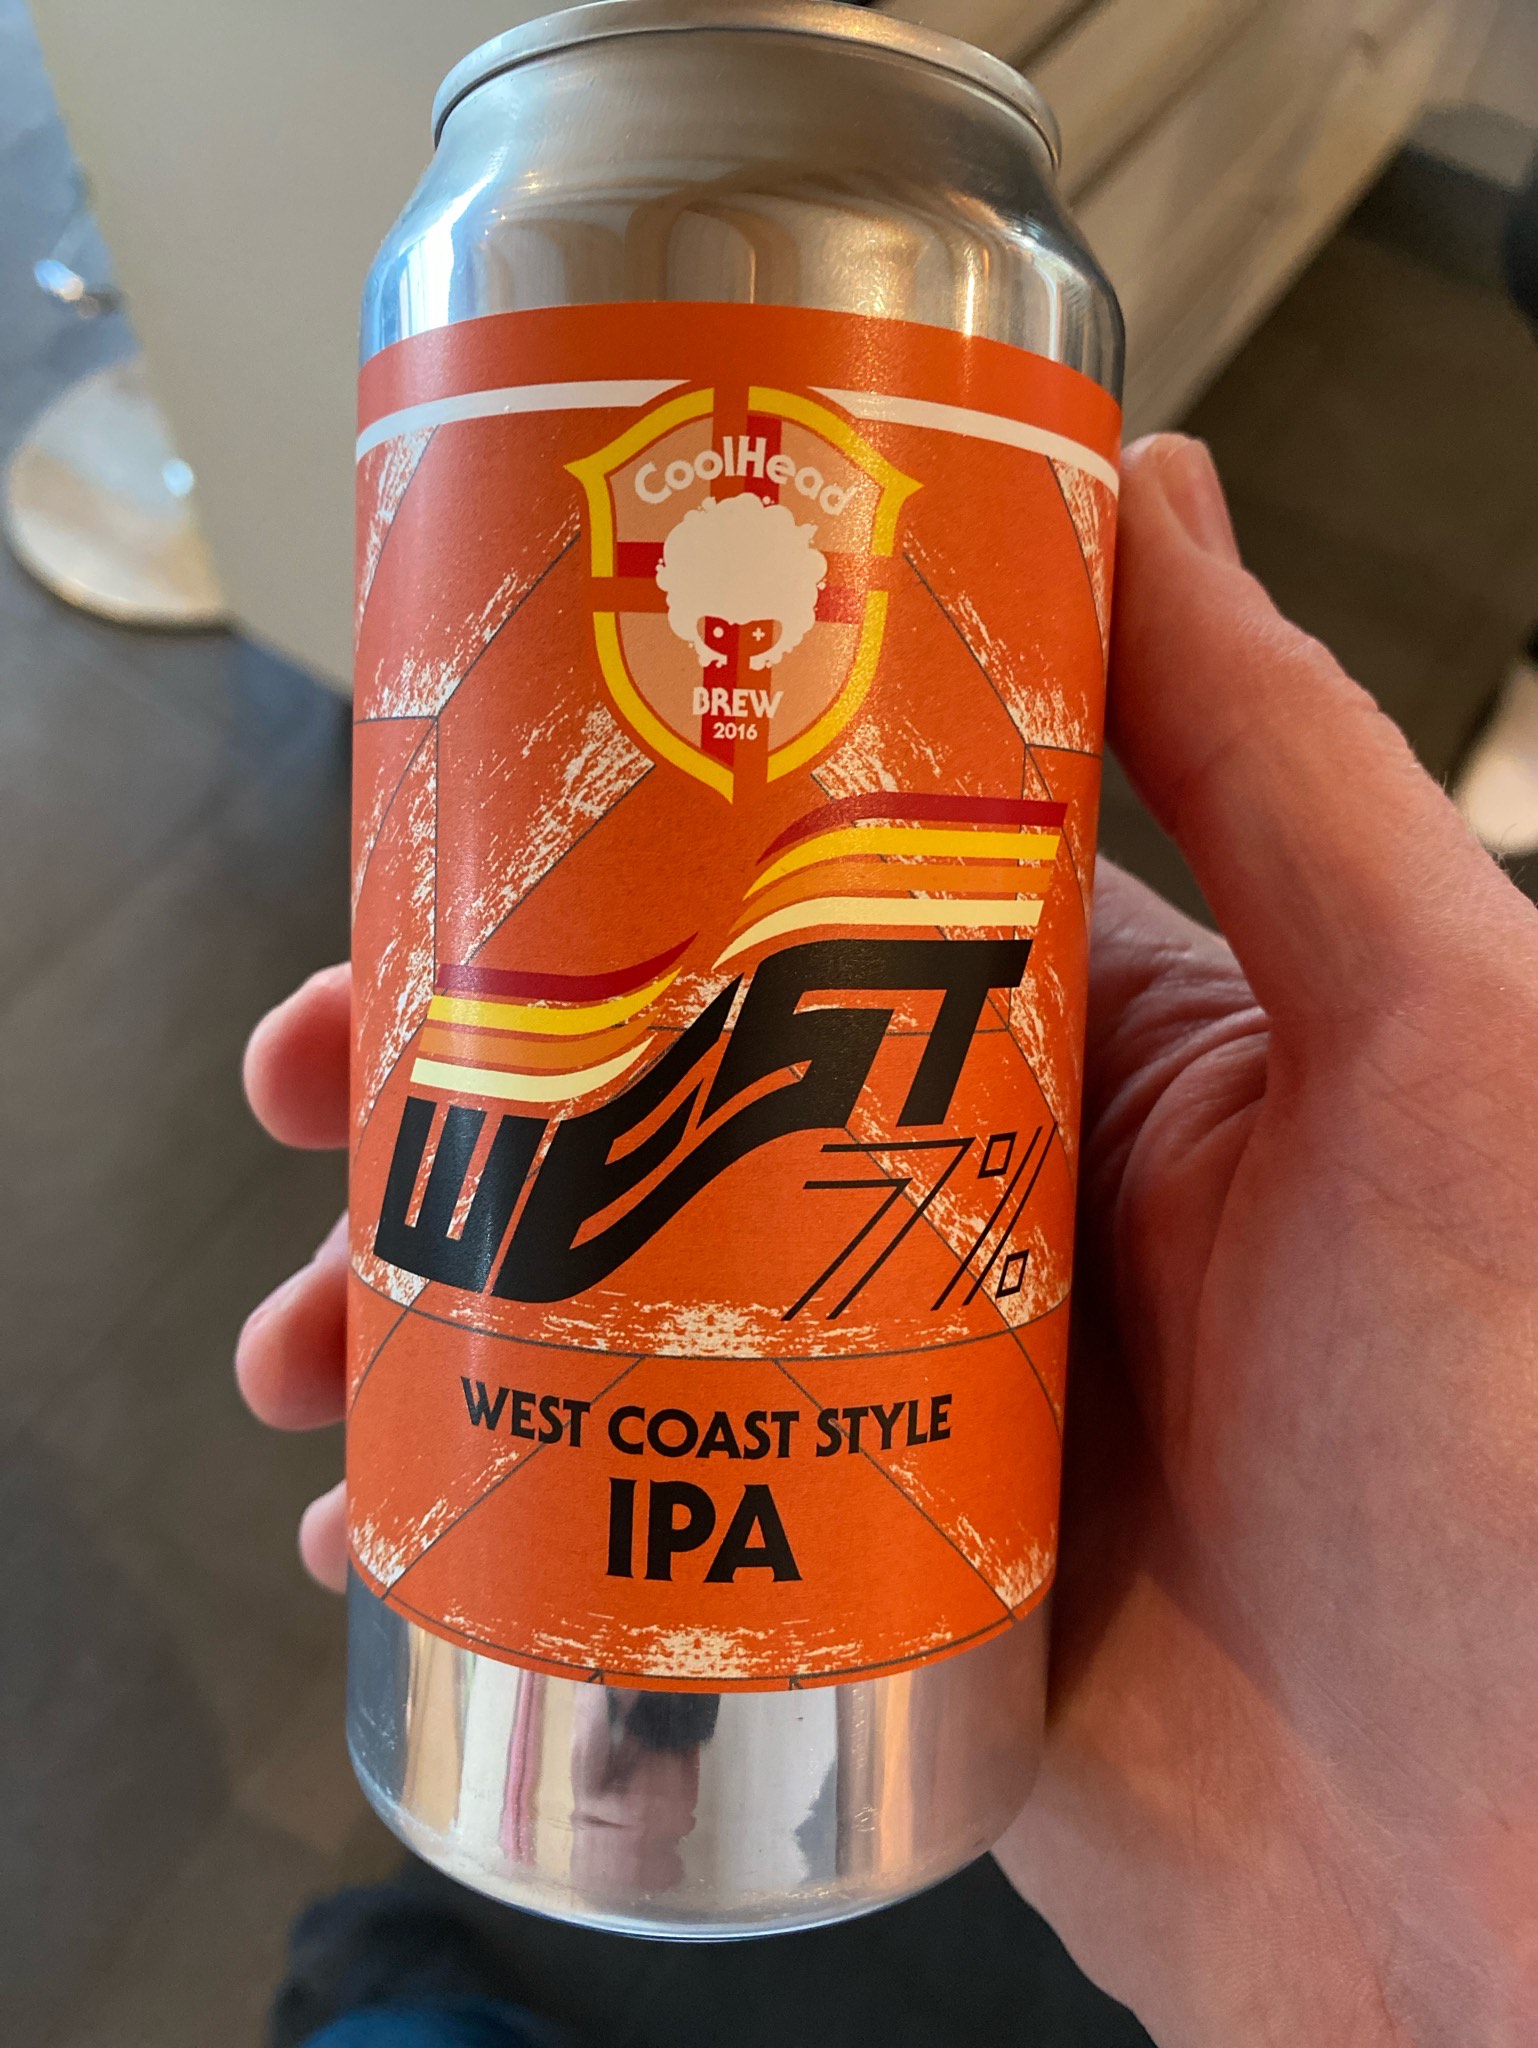 CoolHead
BREW
2016
WEST
7%
WEST COAST STYLE
IPA